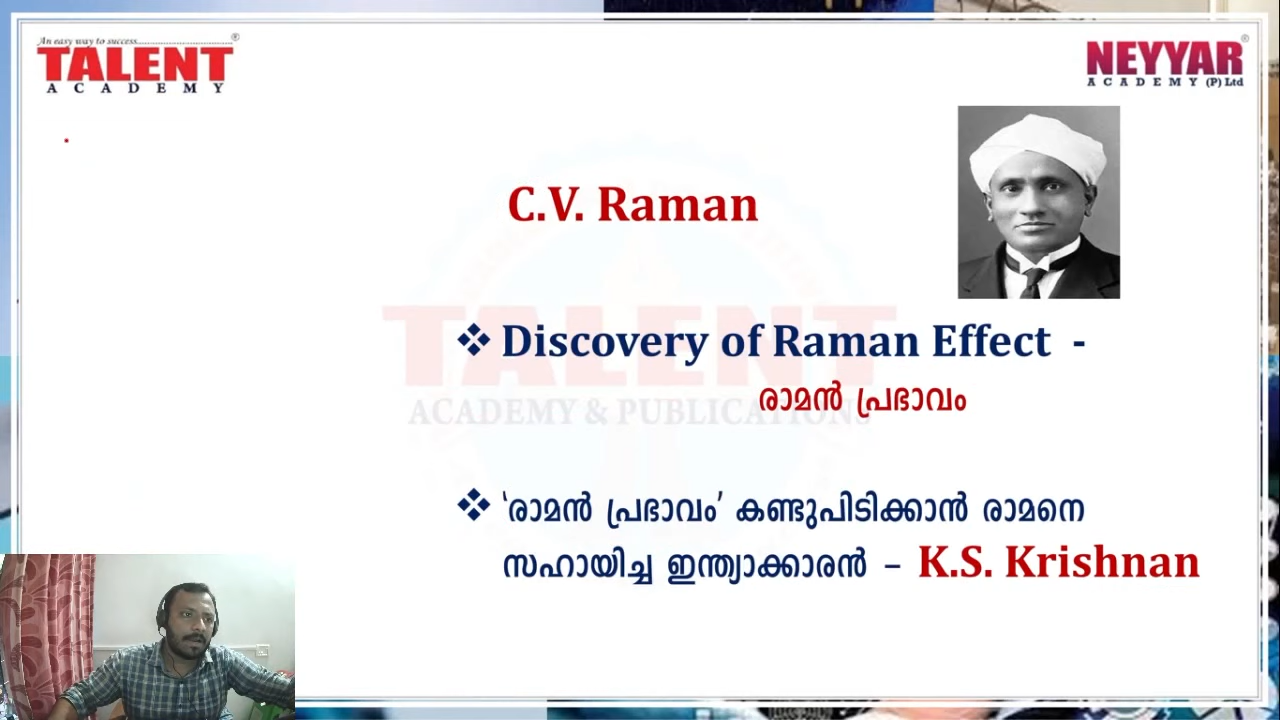 An easy way to success
TALENT
ACADEMY
NEYYAR
ACADEMY (P) Ltd
C.V. Raman
❖ Discovery of Raman Effect -
രാമൻ പ്രഭാവം
TALENT
ACADEMY & PUBLICATIONS
❖ ‘രാമൻ പ്രഭാവം’ കണ്ടുപിടിക്കാൻ രാമനെ
സഹായിച്ച ഇന്ത്യാക്കാരൻ – K.S. Krishnan